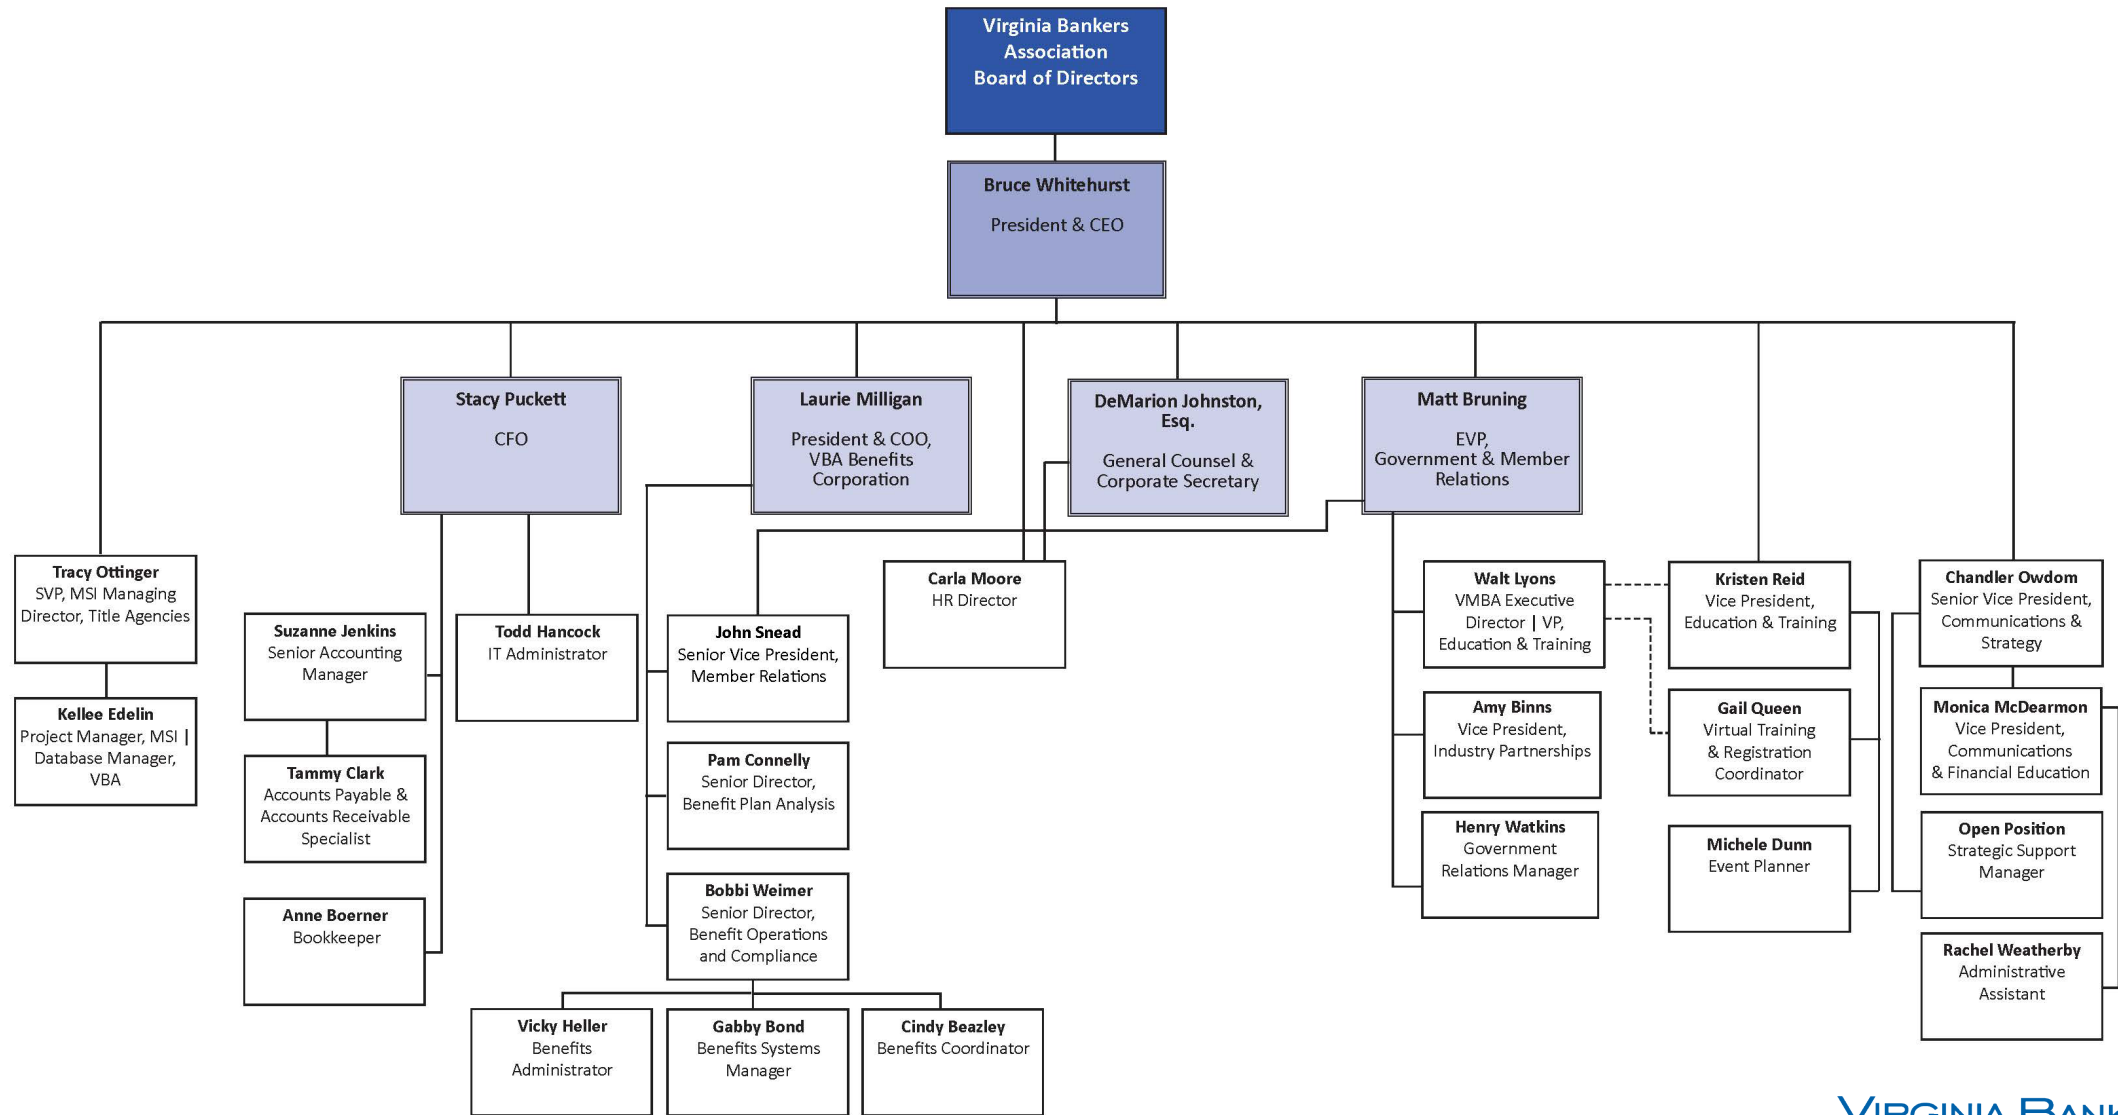 Virginia Bankers
Association
Board of Directors
Bruce Whitehurst
President & CEO
Stacy Puckett
CFO
Laurie Milligan
President & COO,
VBA Benefits
Corporation
DeMarion Johnston,
Esq.
General Counsel &
Corporate Secretary
Matt Bruning
EVP,
Government & Member
Relations
Tracy Ottinger
SVP, MSI Managing
Director, Title Agencies
Kellee Edelin
Project Manager, MSI |
Database Manager,
VBA
Suzanne Jenkins
Senior Accounting
Manager
Tammy Clark
Accounts Payable &
Accounts Receivable
Specialist
Anne Boerner
Bookkeeper
Todd Hancock
IT Administrator
John Snead
Senior Vice President,
Member Relations
Pam Connelly
Senior Director,
Benefit Plan Analysis
Bobbi Weimer
Senior Director,
Benefit Operations
and Compliance
Vicky Heller
Benefits
Administrator
Gabby Bond
Benefits Systems
Manager
Cindy Beazley
Benefits Coordinator
Carla Moore
HR Director
Walt Lyons
VMBA Executive
Director | VP,
Education & Training
Amy Binns
Vice President,
Industry Partnerships
Henry Watkins
Government
Relations Manager
Kristen Reid
Vice President,
Education & Training
Gail Queen
Virtual Training
& Registration
Coordinator
Michele Dunn
Event Planner
Chandler Owdom
Senior Vice President,
Communications &
Strategy
Monica McDearmon
Vice President,
Communications
& Financial Education
Open Position
Strategic Support
Manager
Rachel Weatherby
Administrative
Assistant
VIRGINIA BANK